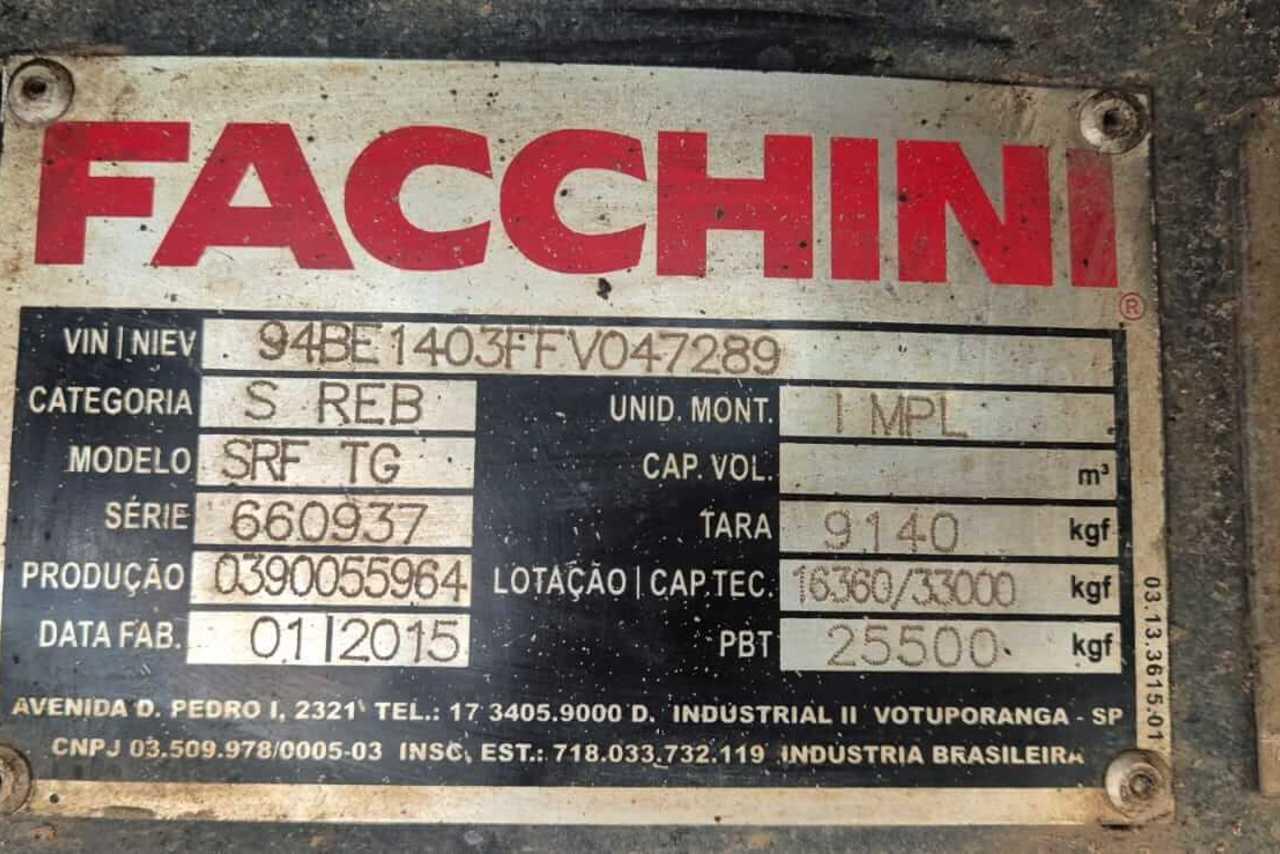 FACCHINI
®
VIN | NIEV 94BE1403FFV047289
CATEGORIA S REB UNID. MONT. I MPL
MODELO SRF TG CAP. VOL. m³
SÉRIE 660937 TARA 9140 kgf
PRODUÇÃO 0390055964 LOTAÇÃO | CAP.TEC. 16360/33000 kgf
DATA FAB. 01|2015 PBT 25500 kgf
AVENIDA D. PEDRO I, 2321 TEL.: 17 3405.9000 D. INDUSTRIAL II VOTUPORANGA - SP
CNPJ 03.509.978/0005-03 INSC. EST.: 718.033.732.119 INDÚSTRIA BRASILEIRA
03.13.3615-01